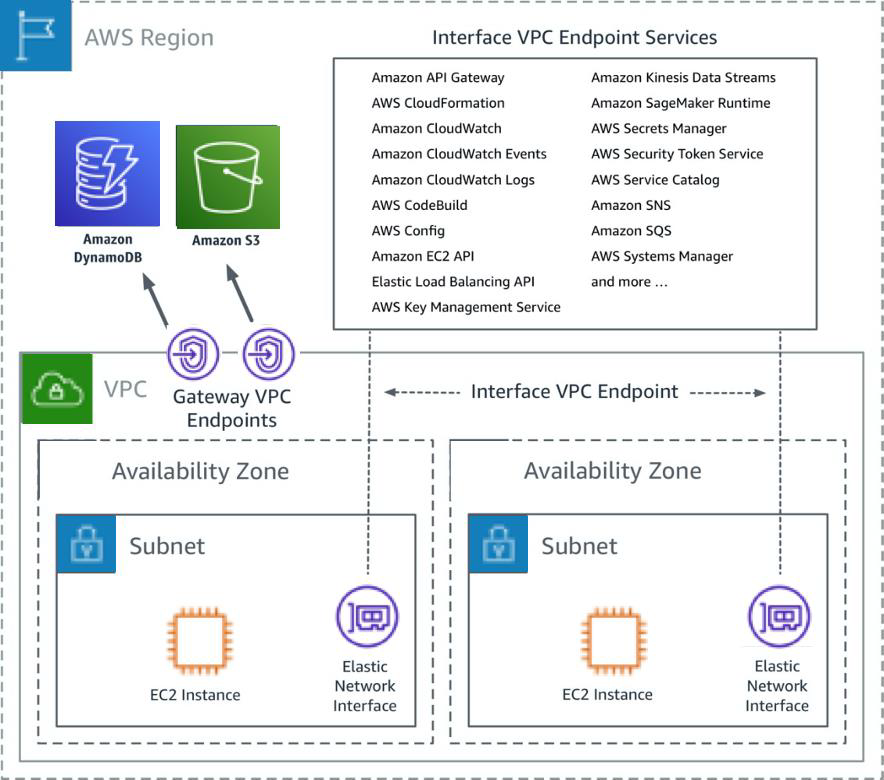 AWS Region
Interface VPC Endpoint Services
Amazon API Gateway
AWS CloudFormation
Amazon CloudWatch
Amazon CloudWatch Events
Amazon CloudWatch Logs
AWS CodeBuild
AWS Config
Amazon EC2 API
Elastic Load Balancing API
AWS Key Management Service
Amazon Kinesis Data Streams
Amazon SageMaker Runtime
AWS Secrets Manager
AWS Security Token Service
AWS Service Catalog
Amazon SNS
Amazon SQS
AWS Systems Manager
and more ...
Amazon
DynamoDB
Amazon S3
VPC
Gateway VPC
Endpoints
Interface VPC Endpoint
Availability Zone
Subnet
EC2 Instance
Elastic
Network
Interface
Availability Zone
Subnet
EC2 Instance
Elastic
Network
Interface